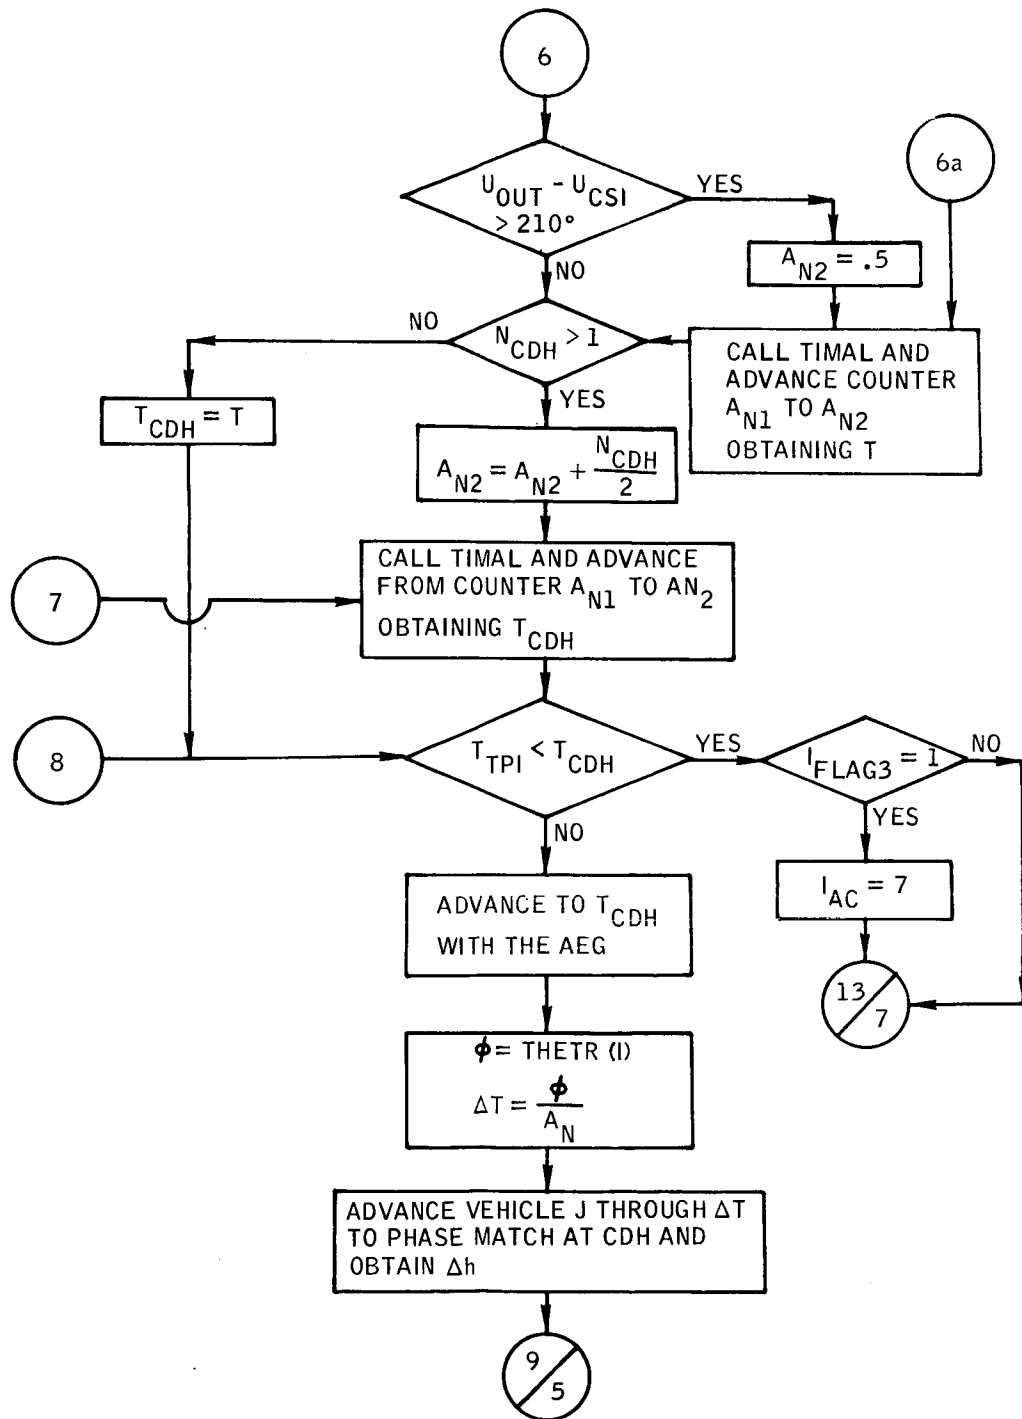 6
6a
U_OUT - U_CSI
> 210°
YES
NO
A_N2 = .5
NO
N_CDH > 1
YES
CALL TIMAL AND
ADVANCE COUNTER
A_N1 TO A_N2
OBTAINING T
T_CDH = T
A_N2 = A_N2 + N_CDH / 2
7
CALL TIMAL AND ADVANCE
FROM COUNTER A_N1 TO AN_2
OBTAINING T_CDH
8
T_TPI < T_CDH
YES
NO
I_FLAG3 = 1
NO
YES
I_AC = 7
13
7
ADVANCE TO T_CDH
WITH THE AEG
ϕ = THETR (I)
ΔT = ϕ / A_N
ADVANCE VEHICLE J THROUGH ΔT
TO PHASE MATCH AT CDH AND
OBTAIN Δh
9
5